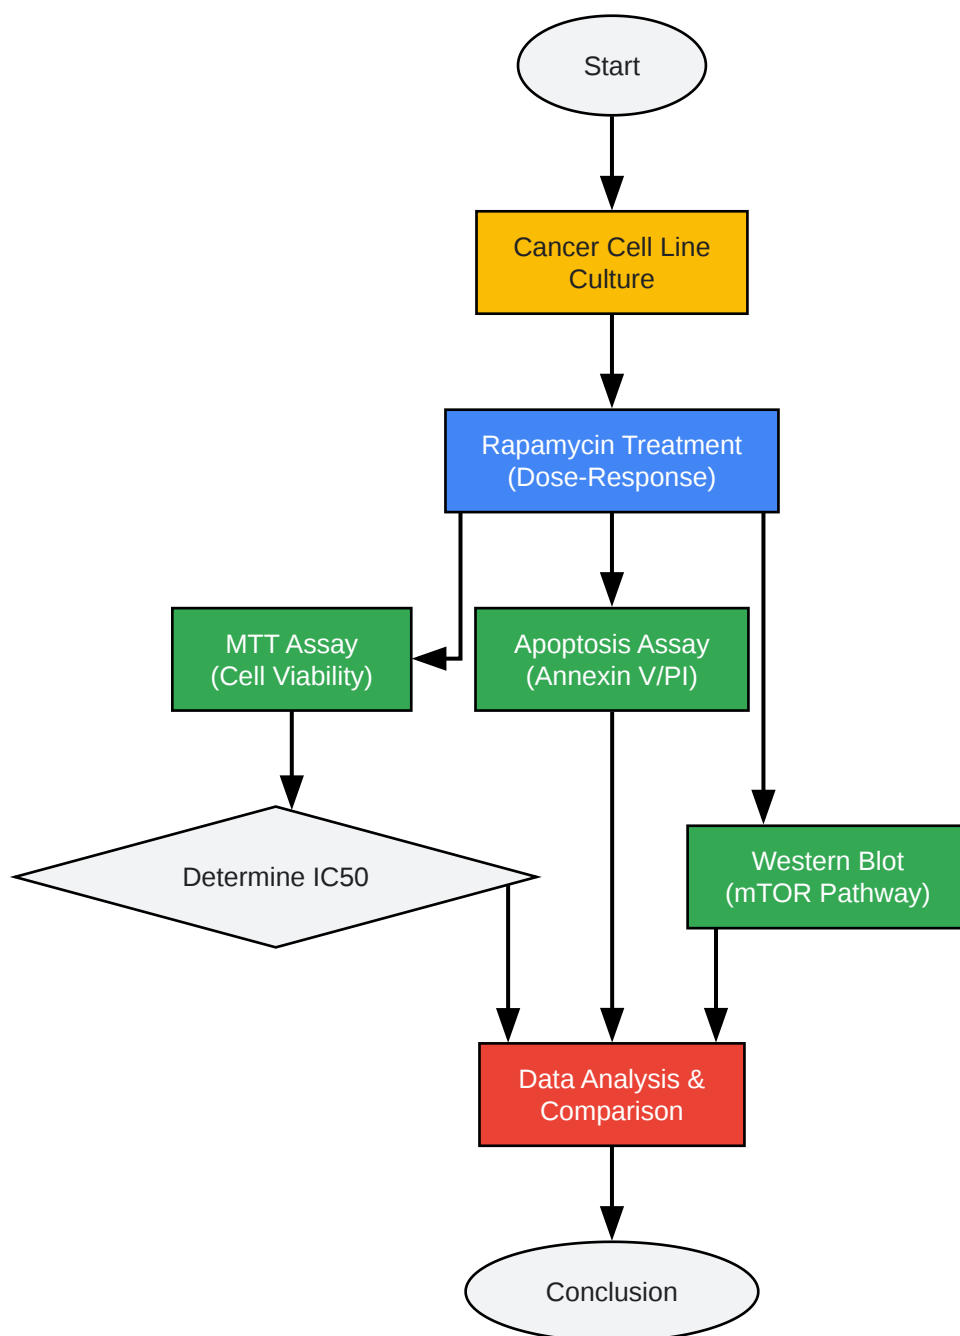 Start
Cancer Cell Line
Culture
Rapamycin Treatment
(Dose-Response)
MTT Assay
(Cell Viability)
Apoptosis Assay
(Annexin V/PI)
Determine IC50
Western Blot
(mTOR Pathway)
Data Analysis &
Comparison
Conclusion